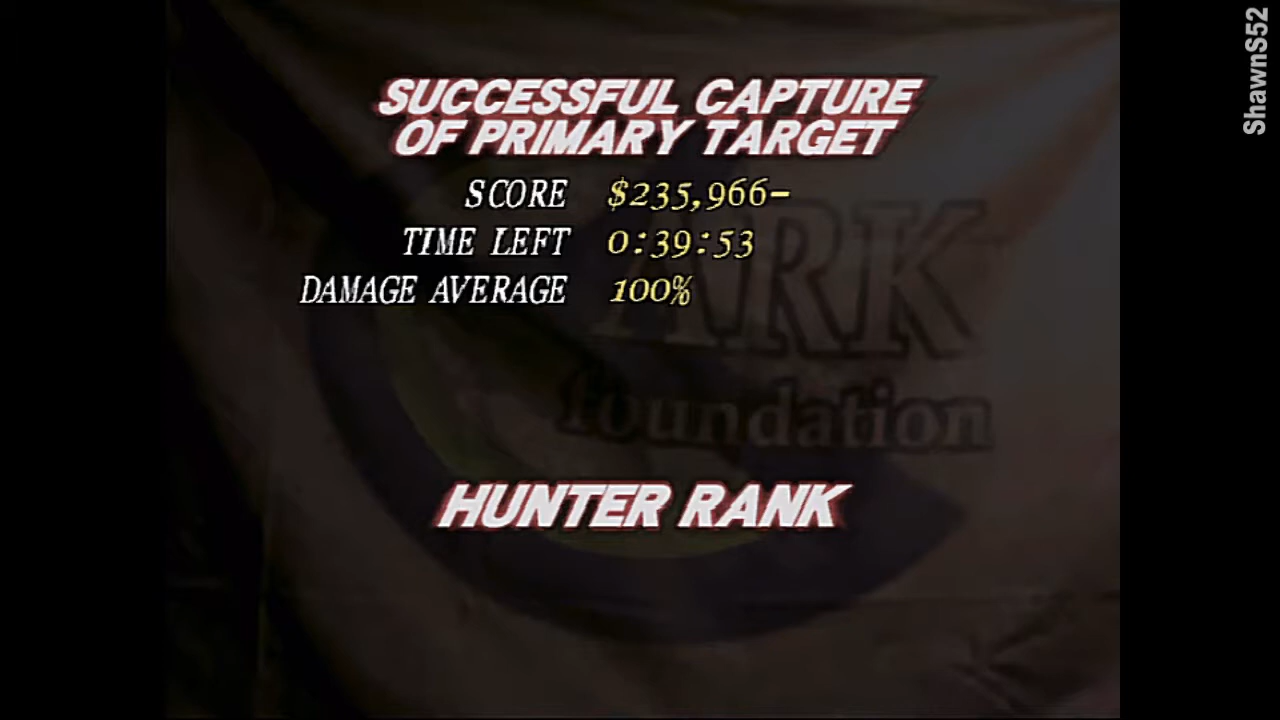 ShawnS52
SUCCESSFUL CAPTURE
OF PRIMARY TARGET
SCORE $235,966-
TIME LEFT 0:39:53
DAMAGE AVERAGE 100%
ARK
foundation
HUNTER RANK